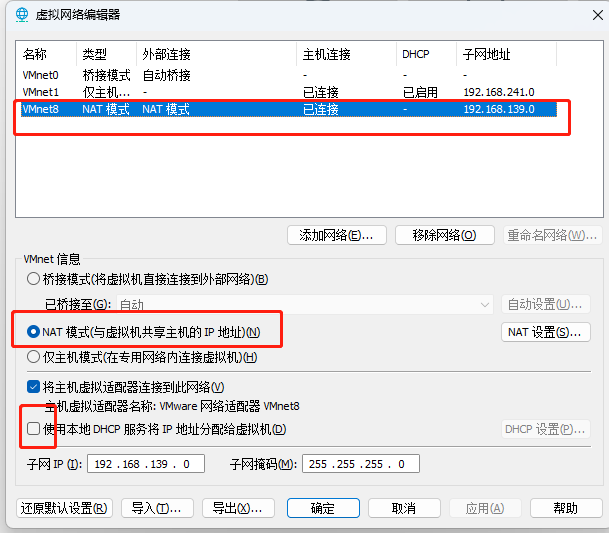 虚拟网络编辑器
名称 类型 外部连接 主机连接 DHCP 子网地址
VMnet0 桥接模式 自动桥接 - - -
VMnet1 仅主机... - 已连接 已启用 192.168.241.0
VMnet8 NAT 模式 NAT 模式 已连接 - 192.168.139.0
添加网络(E)... 移除网络(O) 重命名网络(W)...
VMnet 信息
桥接模式(将虚拟机直接连接到外部网络)(B)
已桥接至(G): 自动 自动设置(U)...
NAT 模式(与虚拟机共享主机的 IP 地址)(N) NAT 设置(S)...
仅主机模式(在专用网络内连接虚拟机)(H)
将主机虚拟适配器连接到此网络(V)
主机虚拟适配器名称: VMware 网络适配器 VMnet8
使用本地 DHCP 服务将 IP 地址分配给虚拟机(D) DHCP 设置(P)...
子网 IP (I): 192 .168 .139 . 0 子网掩码(M): 255 .255 .255 . 0
还原默认设置(R) 导入(T)... 导出(X)... 确定 取消 应用(A) 帮助